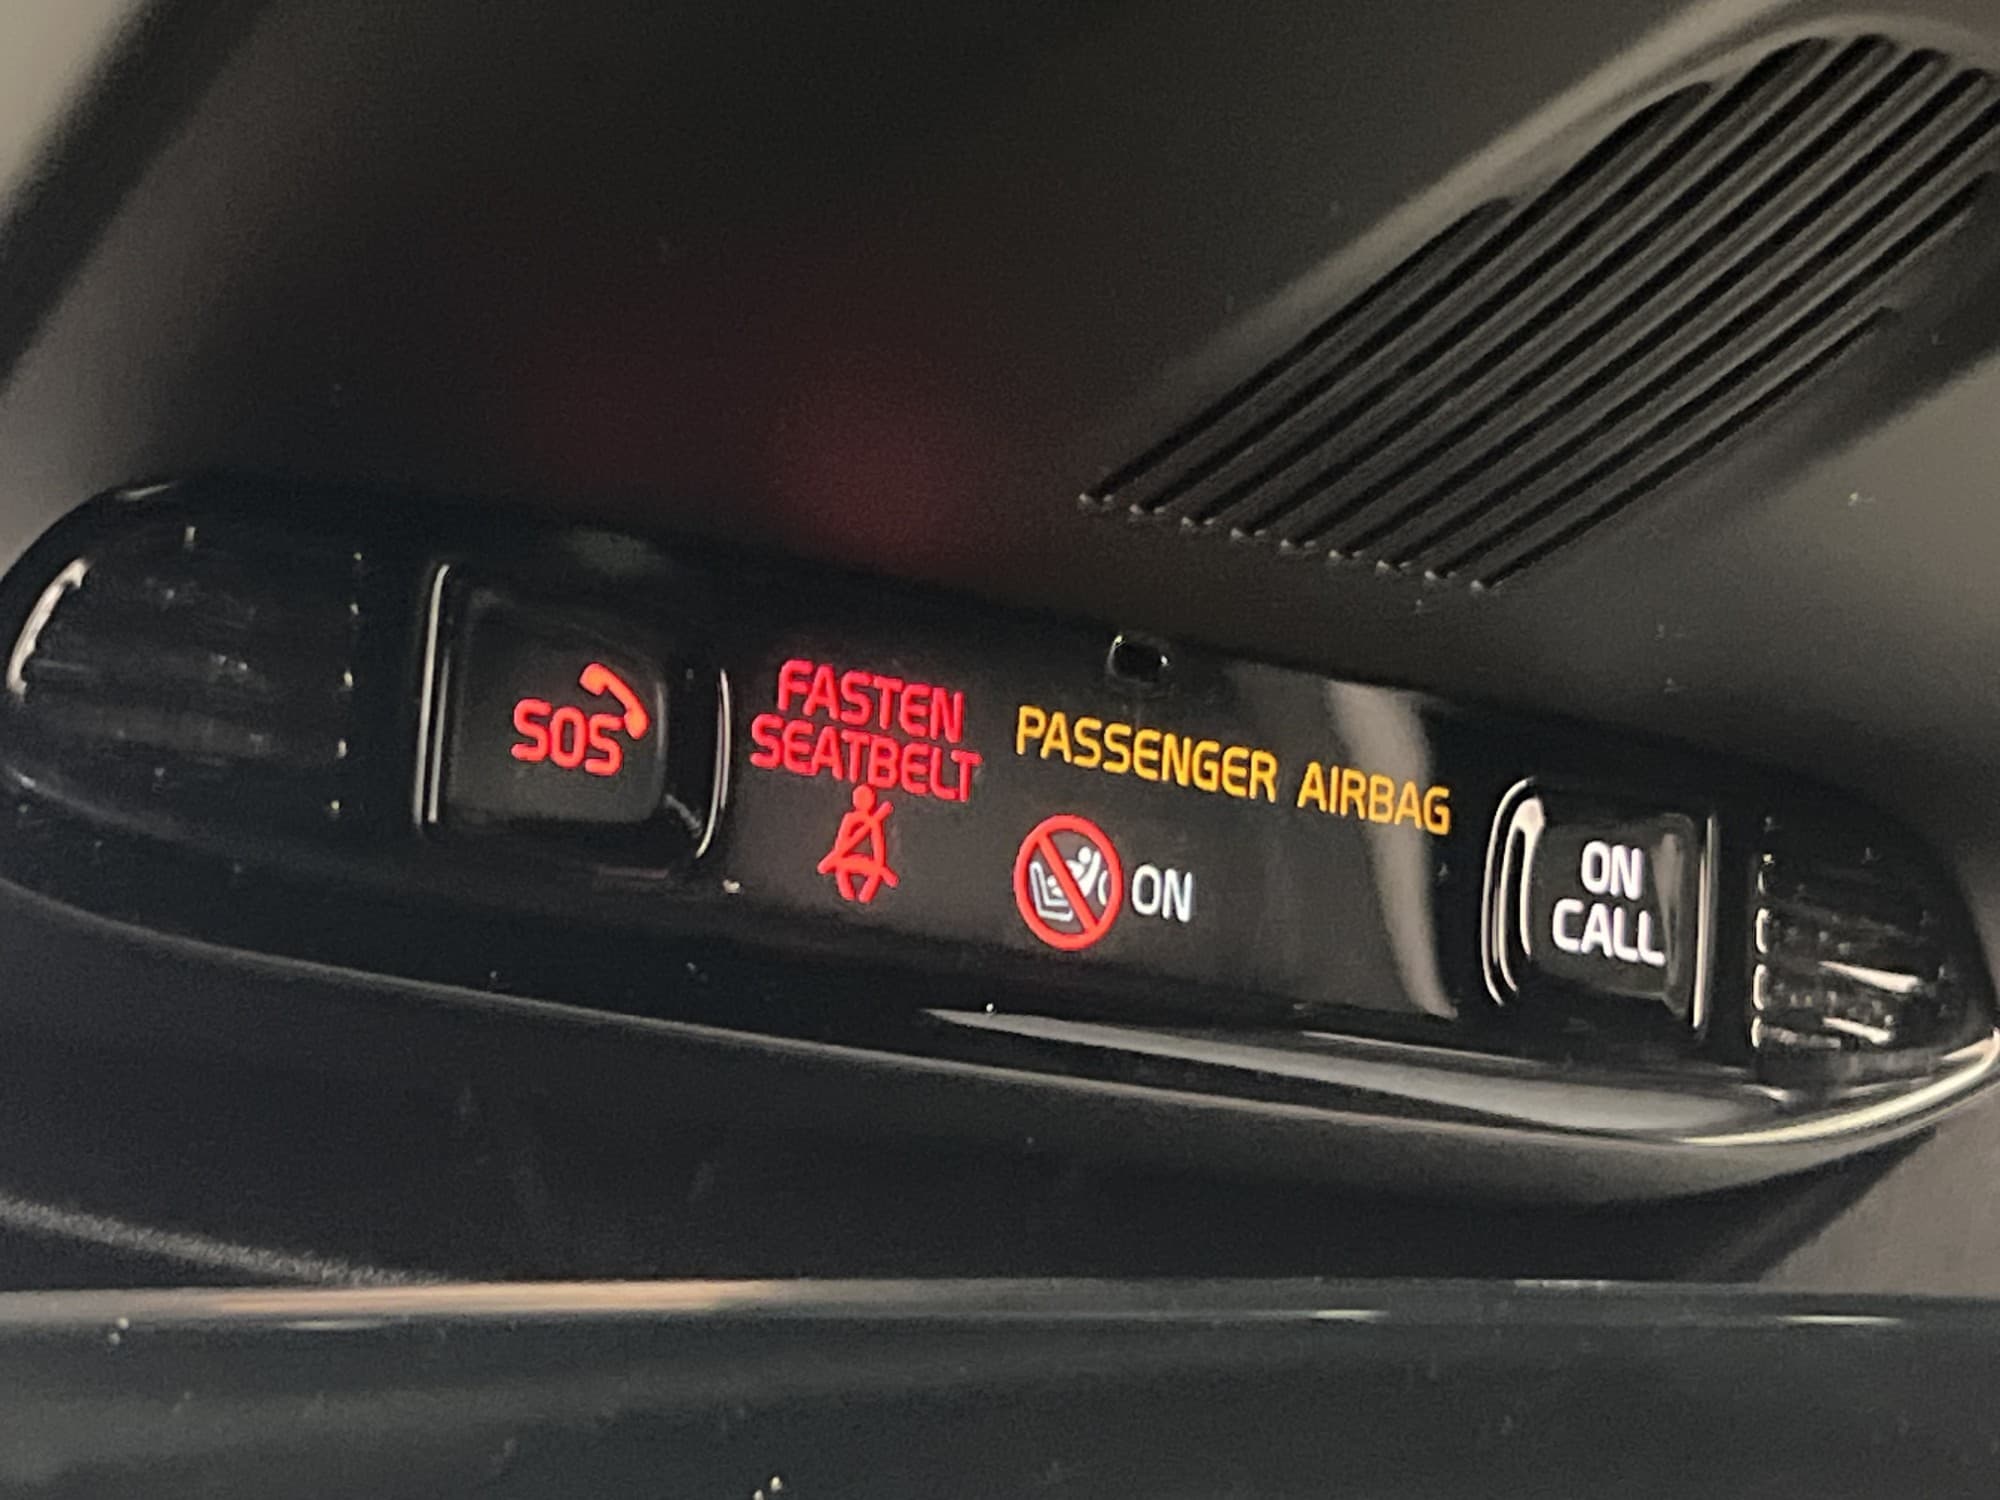 SOS
FASTEN
SEATBELT
PASSENGER AIRBAG
ON
ON
CALL